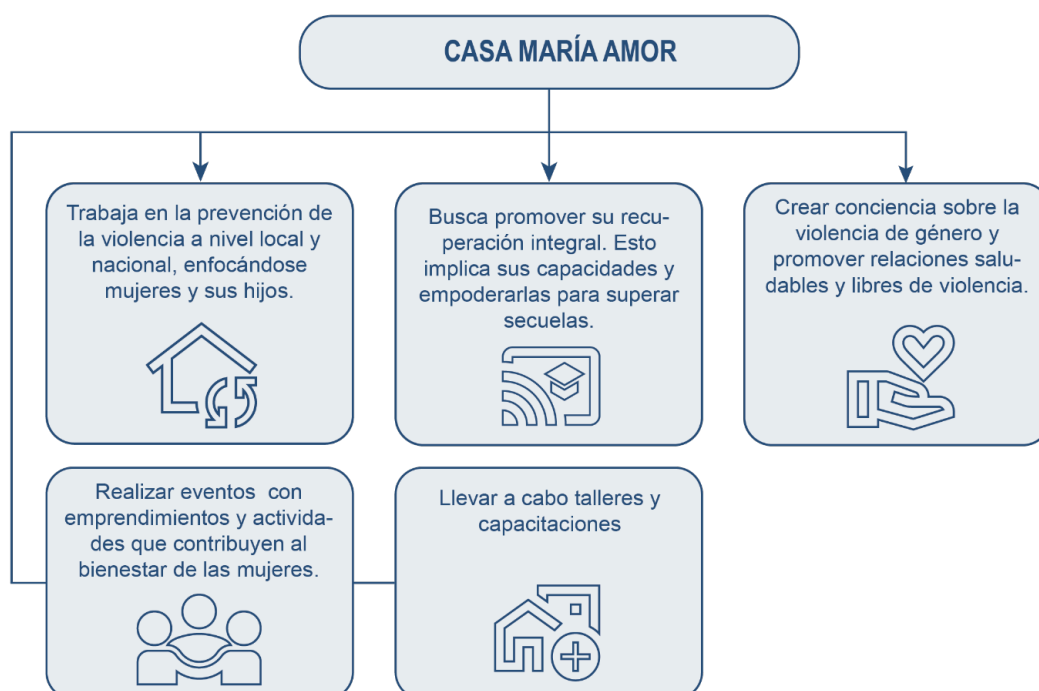 CASA MARÍA AMOR
Trabaja en la prevención de
la violencia a nivel local y
nacional, enfocándose
mujeres y sus hijos.
Busca promover su recu-
peración integral. Esto
implica sus capacidades y
empoderarlas para superar
secuelas.
Crear conciencia sobre la
violencia de género y
promover relaciones salu-
dables y libres de violencia.
Realizar eventos con
emprendimientos y activida-
des que contribuyen al
bienestar de las mujeres.
Llevar a cabo talleres y
capacitaciones